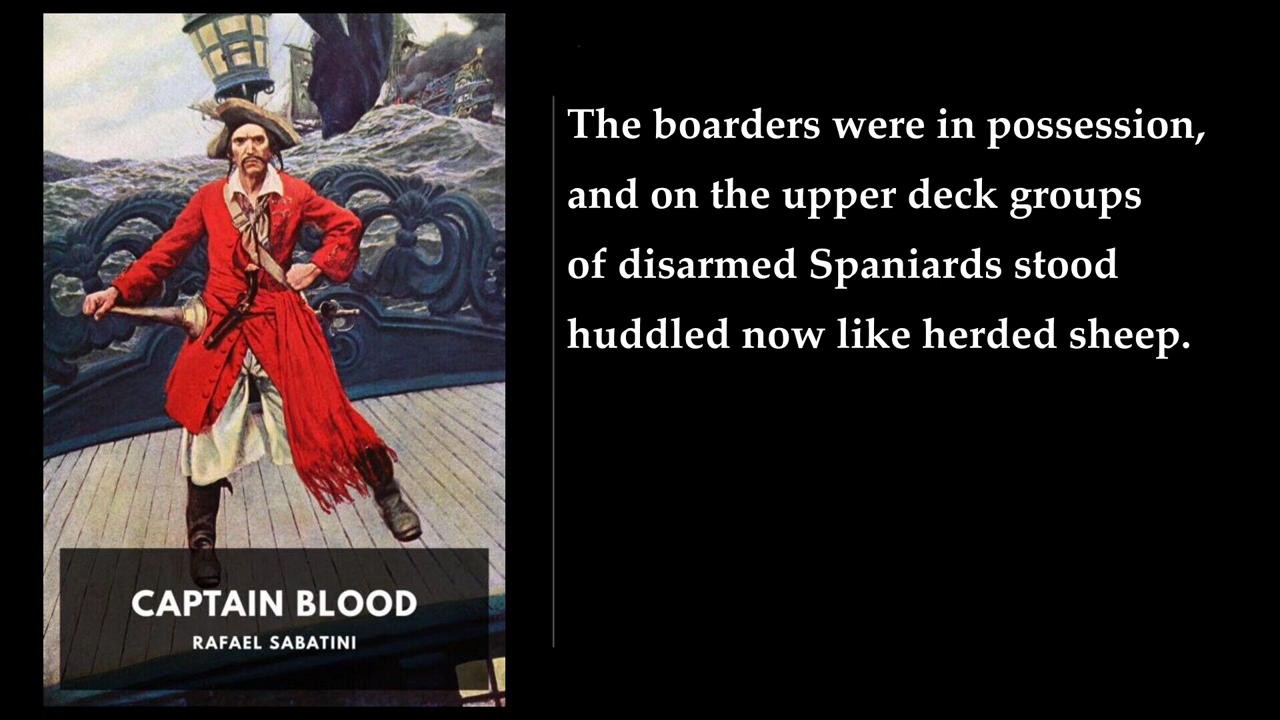 The boarders were in possession,
and on the upper deck groups
of disarmed Spaniards stood
huddled now like herded sheep.
CAPTAIN BLOOD
RAFAEL SABATINI